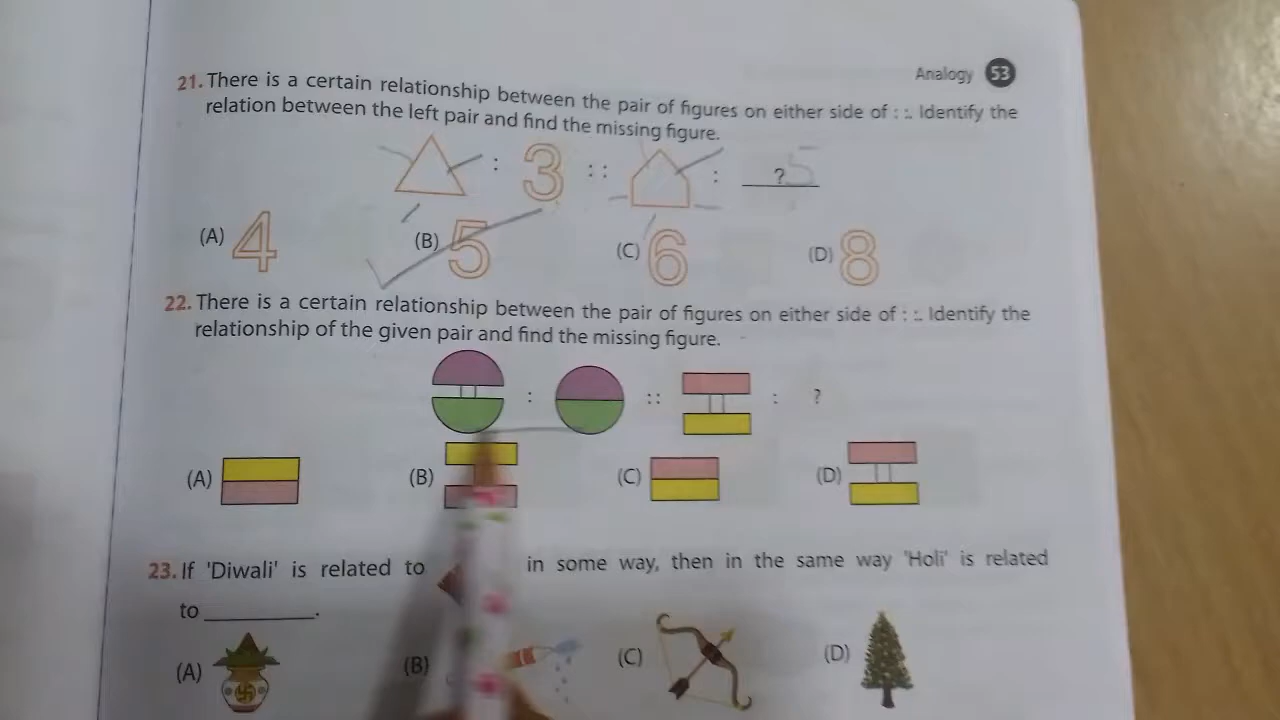 Analogy 53
21. There is a certain relationship between the pair of figures on either side of : :. Identify the
relation between the left pair and find the missing figure.
: 3 :: : ? 5
(A) 4 (B) 5 (C) 6 (D) 8
22. There is a certain relationship between the pair of figures on either side of : :. Identify the
relationship of the given pair and find the missing figure.
: :: : ?
(A) (B) (C) (D)
23. If 'Diwali' is related to in some way, then in the same way 'Holi' is related
to ________.
(A) (B) (C) (D)